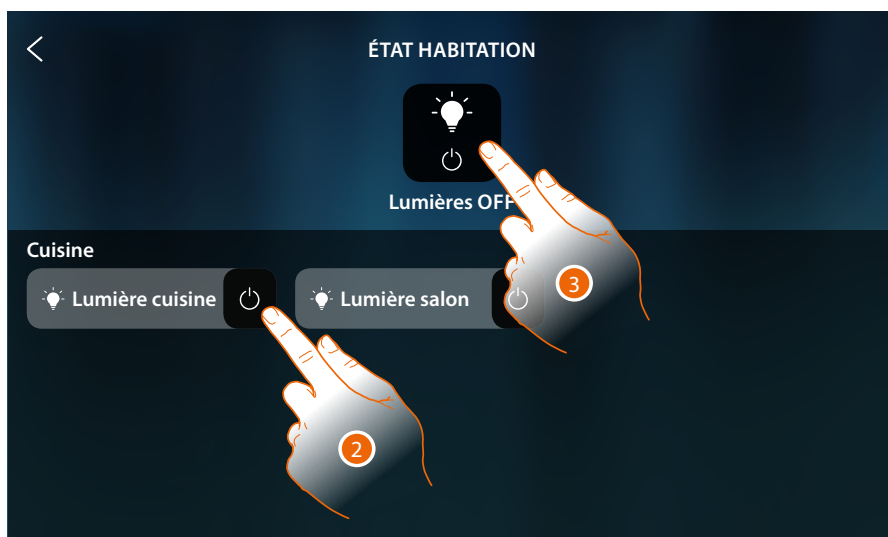 ÉTAT HABITATION
Lumières OFF
Cuisine
Lumière cuisine
Lumière salon
3
2